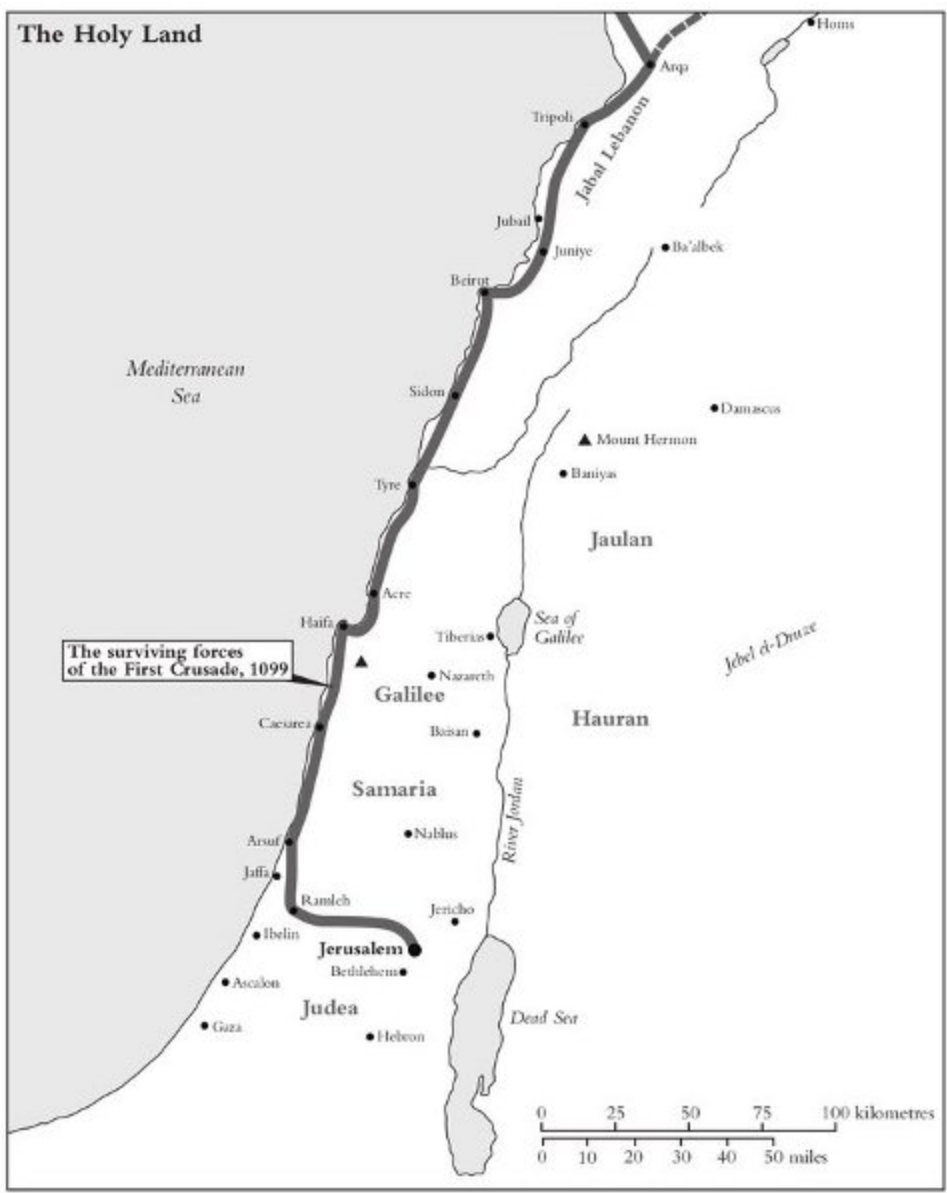 The Holy Land
Homs
Arqa
Tripoli
Jabal Lebanon
Jubail
Juniye
Ba'albek
Beirut
Mediterranean
Sea
Sidon
Damascus
Mount Hermon
Baniyas
Tyre
Jaulan
Acre
Haifa
Sea of
Galilee
Tiberias
The surviving forces
of the First Crusade, 1099
Jebel el-Druze
Nazareth
Galilee
Hauran
Caesarea
Baisan
Samaria
River Jordan
Nablus
Arsuf
Jaffa
Ramleh
Jericho
Ibelin
Jerusalem
Bethlehem
Ascalon
Judea
Dead Sea
Gaza
Hebron
0 25 50 75 100 kilometres
0 10 20 30 40 50 miles